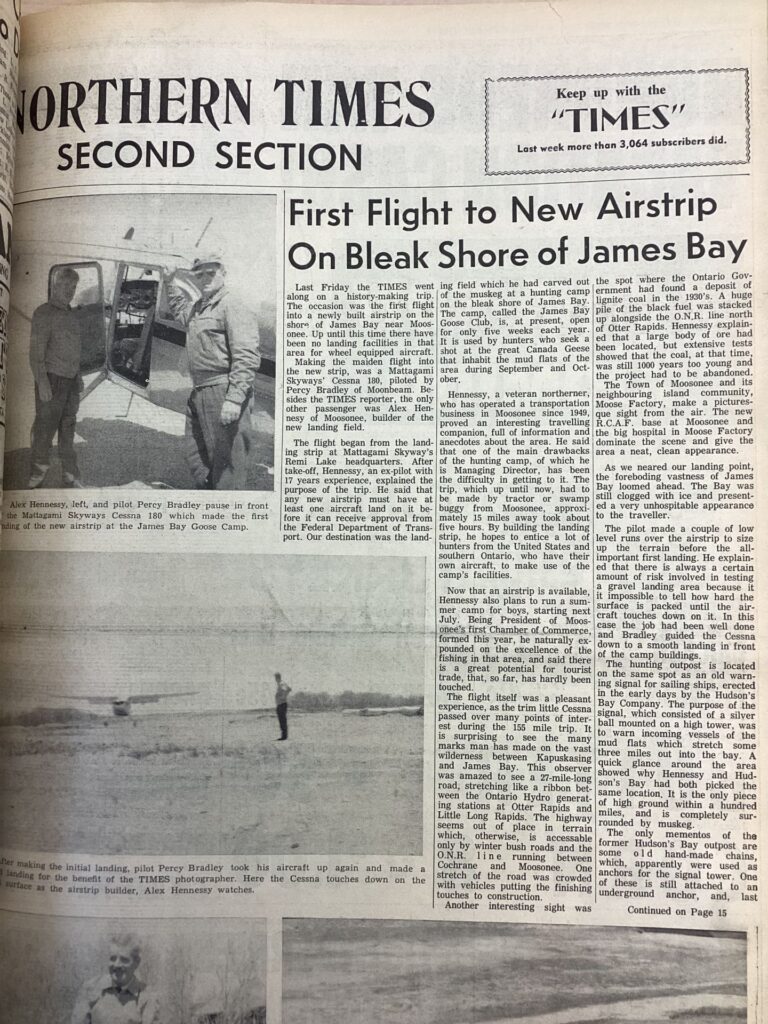 NORTHERN TIMES
SECOND SECTION
Keep up with the
"TIMES"
Last week more than 3,064 subscribers did.
First Flight to New Airstrip
On Bleak Shore of James Bay
Alex Hennessy, left, and pilot Percy Bradley pause in front
the Mattagami Skyways Cessna 180 which made the first
of the new airstrip at the James Bay Goose Camp.
Last Friday the TIMES went
along on a history-making trip.
The occasion was the first flight
into a newly built airstrip on the
shore of James Bay near Moos-
onee. Up until this time there have
been no landing facilities in that
area for wheel equipped aircraft.
Making the maiden flight into
the new strip, was a Mattagami
Skyways' Cessna 180, piloted by
Percy Bradley of Moonbeam. Be-
sides the TIMES reporter, the only
other passenger was Alex Hen-
nesy of Moosonee, builder of the
new landing field.
The flight began from the land-
ing strip at Mattagami Skyway's
Remi Lake headquarters. After
take-off, Hennessy, an ex-pilot with
17 years experience, explained the
purpose of the trip. He said that
any new airstrip must have at
least one aircraft land on it be-
fore it can receive approval from
the Federal Department of Trans-
port. Our destination was the land-
ing field which he had carved out
of the muskeg at a hunting camp
on the bleak shore of James Bay.
The camp, called the James Bay
Goose Club, is, at present, open
for only five weeks each year.
It is used by hunters who seek a
shot at the great Canada Geese
that inhabit the mud flats of the
area during September and Oct-
ober.
Hennessy, a veteran northerner,
who has operated a transportation
business in Moosonee since 1949,
proved an interesting travelling
companion, full of information and
anecdotes about the area. He said
that one of the main drawbacks
of the hunting camp, of which he
is Managing Director, has been
the difficulty in getting to it. The
trip, which up until now, had to
be made by tractor or swamp
buggy from Moosonee, approxi-
mately 15 miles away took about
five hours. By building the landing
strip, he hopes to entice a lot of
hunters from the United States and
southern Ontario, who have their
own aircraft, to make use of the
camp's facilities.
Now that an airstrip is available,
Hennessy also plans to run a sum-
mer camp for boys, starting next
July. Being President of Moos-
onee's first Chamber of Commerce,
formed this year, he naturally ex-
pounded on the excellence of the
fishing in that area, and said there
is a great potential for tourist
trade, that, so far, has hardly been
touched.
The flight itself was a pleasant
experience, as the trim little Cessna
passed over many points of inter-
est during the 155 mile trip. It
is surprising to see the many
marks man has made on the vast
wilderness between Kapuskasing
and James Bay. This observer
was amazed to see a 27-mile-long
road, stretching like a ribbon bet-
ween the Ontario Hydro generat-
ing stations at Otter Rapids and
Little Long Rapids. The highway
seems out of place in terrain
which, otherwise, is accessable
only by winter bush roads and the
O.N.R. line running between
Cochrane and Moosonee. One
stretch of the road was crowded
with vehicles putting the finishing
touches to construction.
Another interesting sight was
the spot where the Ontario Gov-
ernment had found a deposit of
lignite coal in the 1930's. A huge
pile of the black fuel was stacked
up alongside the O.N.R. line north
of Otter Rapids. Hennessy explain-
ed that a large body of ore had
been located, but extensive tests
showed that the coal, at that time,
was still 1000 years too young and
the project had to be abandoned.
The Town of Moosonee and its
neighbouring island community,
Moose Factory, make a pictures-
que sight from the air. The new
R.C.A.F. base at Moosonee and
the big hospital in Moose Factory
dominate the scene and give the
area a neat, clean appearance.
As we neared our landing point,
the foreboding vastness of James
Bay loomed ahead. The Bay was
still clogged with ice and present-
ed a very unhospitable appearance
to the traveller.
The pilot made a couple of low
level runs over the airstrip to size
up the terrain before the all-
important first landing. He explain-
ed that there is always a certain
amount of risk involved in testing
a gravel landing area because it
it impossible to tell how hard the
surface is packed until the air-
craft touches down on it. In this
case the job had been well done
and Bradley guided the Cessna
down to a smooth landing in front
of the camp buildings.
The hunting outpost is located
on the same spot as an old warn-
ing signal for sailing ships, erected
in the early days by the Hudson's
Bay Company. The purpose of the
signal, which consisted of a silver
ball mounted on a high tower, was
to warn incoming vessels of the
mud flats which stretch some
three miles out into the bay. A
quick glance around the area
showed why Hennessy and Hud-
son's Bay had both picked the
same location. It is the only piece
of high ground within a hundred
miles, and is completely sur-
rounded by muskeg.
The only mementos of the
former Hudson's Bay outpost are
some old hand-made chains,
which, apparently were used as
anchors for the signal tower. One
of these is still attached to an
underground anchor, and, last
Continued on Page 15
After making the initial landing, pilot Percy Bradley took his aircraft up again and made a
landing for the benefit of the TIMES photographer. Here the Cessna touches down on the
surface as the airstrip builder, Alex Hennessy watches.